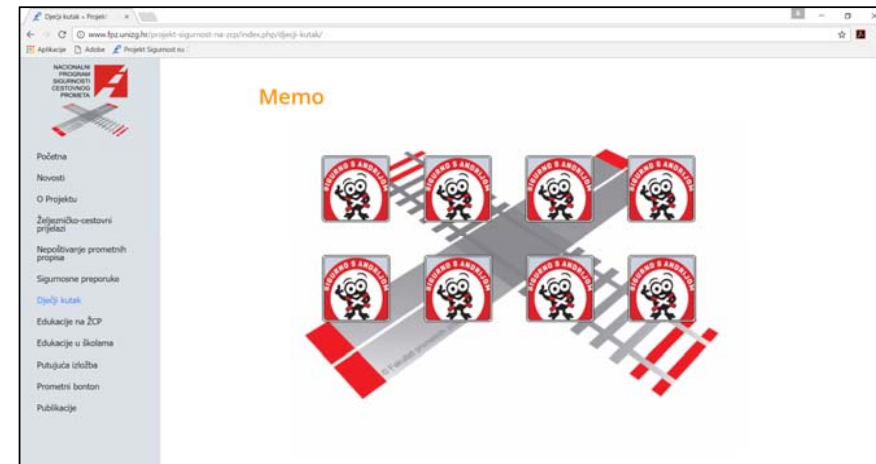 Dječji kutak « Projekt
www.fpz.unizg.hr/projekt-sigurnost-na-zcp/index.php/djecji-kutak/
Aplikacije Adobe Projekt Sigurnost na
NACIONALNI
PROGRAM
SIGURNOSTI
CESTOVNOG
PROMETA
Početna
Novosti
O Projektu
Željezničko-cestovni
prijelazi
Nepoštivanje prometnih
propisa
Sigurnosne preporuke
Dječji kutak
Edukacije na ŽCP
Edukacije u školama
Putujuća izložba
Prometni bonton
Publikacije
Memo
SIGURNO S ANDRIJOM
SIGURNO S ANDRIJOM
SIGURNO S ANDRIJOM
SIGURNO S ANDRIJOM
SIGURNO S ANDRIJOM
SIGURNO S ANDRIJOM
SIGURNO S ANDRIJOM
SIGURNO S ANDRIJOM
© Fakultet prometnih